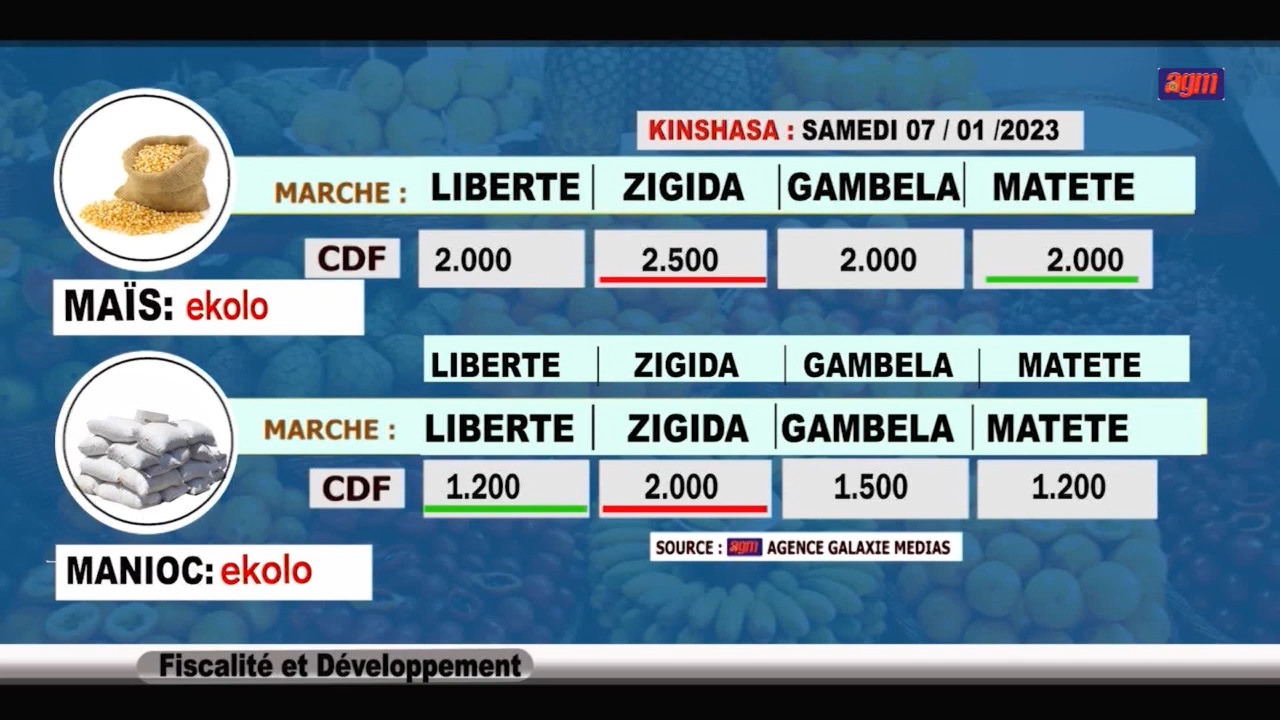 agm
KINSHASA : SAMEDI 07 / 01 /2023
MARCHE : LIBERTE | ZIGIDA | GAMBELA | MATETE
CDF 2.000 2.500 2.000 2.000
MAÏS: ekolo
LIBERTE | ZIGIDA | GAMBELA | MATETE
MARCHE : LIBERTE | ZIGIDA | GAMBELA | MATETE
CDF 1.200 2.000 1.500 1.200
SOURCE : agm AGENCE GALAXIE MEDIAS
MANIOC: ekolo
Fiscalité et Développement